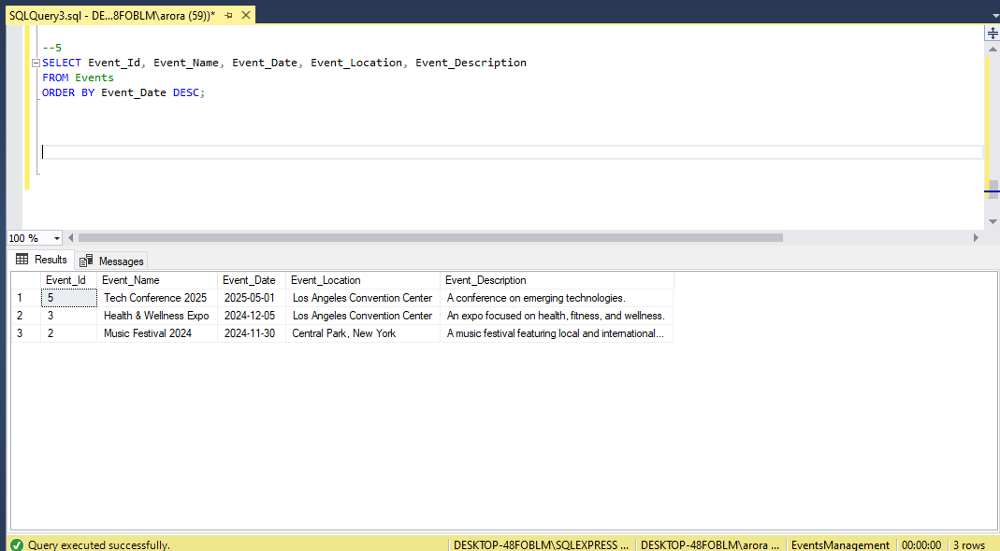 SQLQuery3.sql - DE...8FOBLM\arora (59))*
--5
SELECT Event_Id, Event_Name, Event_Date, Event_Location, Event_Description
FROM Events
ORDER BY Event_Date DESC;
100 %
Results Messages
Event_Id Event_Name Event_Date Event_Location Event_Description
1 5 Tech Conference 2025 2025-05-01 Los Angeles Convention Center A conference on emerging technologies.
2 3 Health & Wellness Expo 2024-12-05 Los Angeles Convention Center An expo focused on health, fitness, and wellness.
3 2 Music Festival 2024 2024-11-30 Central Park, New York A music festival featuring local and international...
Query executed successfully. DESKTOP-48FOBLM\SQLEXPRESS ... DESKTOP-48FOBLM\arora ... EventsManagement 00:00:00 3 rows